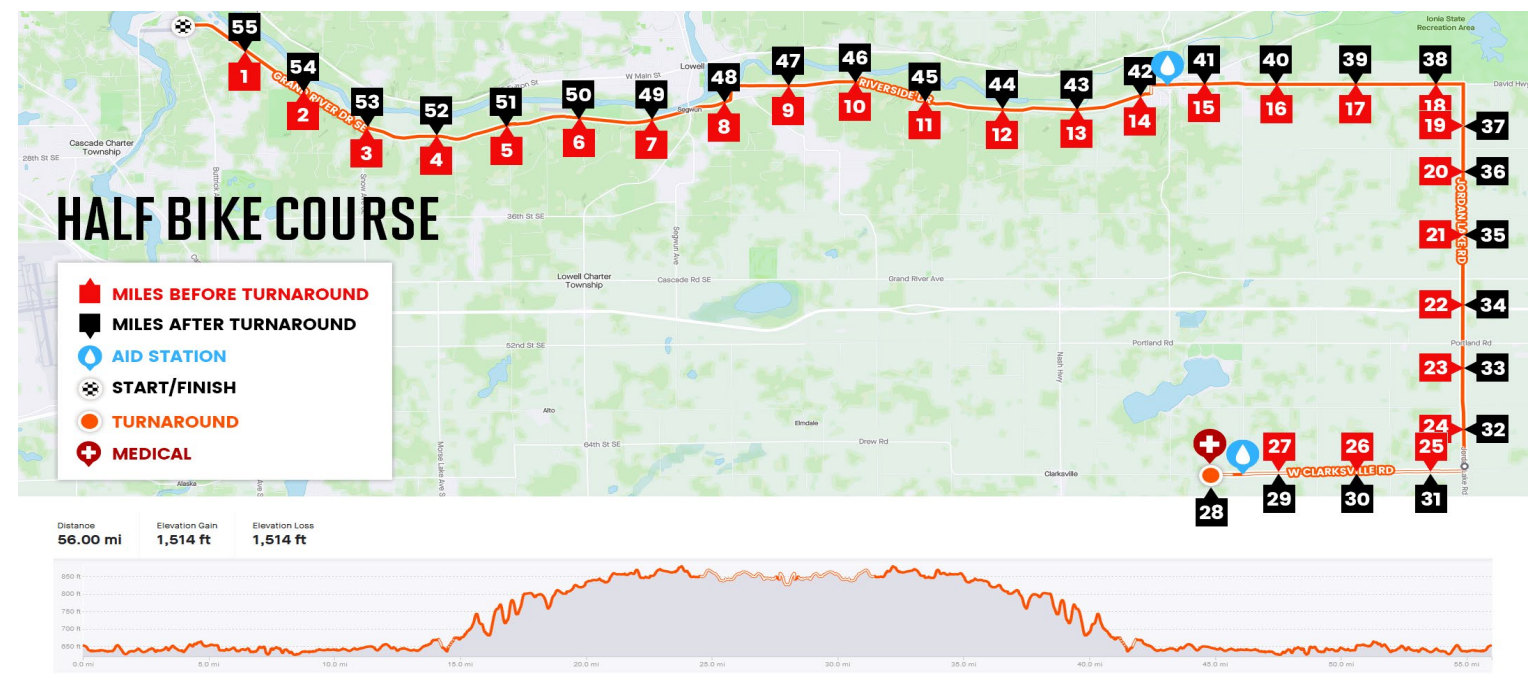 Ionia State
Recreation Area
55
54
53
52
51
50
49
48
47
46
45
44
43
42
41
40
39
38
1
2
3
4
5
6
7
8
9
10
11
12
13
14
15
16
17
18
GRAND RIVER DR SE
RIVERSIDE DR
W Main St
Lowell
Segwun
David Hwy
Cascade Charter
Township
28th St SE
19
37
20
36
21
35
22
34
23
33
24
32
JORDAN LAKE RD
HALF BIKE COURSE
36th St SE
Segwun Ave
Lowell Charter
Township
Cascade Rd SE
Grand River Ave
MILES BEFORE TURNAROUND
MILES AFTER TURNAROUND
AID STATION
START/FINISH
TURNAROUND
MEDICAL
52nd St SE
Nash Hwy
Portland Rd
Portland Rd
Alto
Elmdale
64th St SE
Drew Rd
Morse Lake Ave S
Clarksville
Alaska
27
26
25
W CLARKSVILLE RD
28
29
30
31
Distance
Elevation Gain
Elevation Loss
56.00 mi
1,514 ft
1,514 ft
850 ft
800 ft
750 ft
700 ft
650 ft
0.0 mi
5.0 mi
10.0 mi
15.0 mi
20.0 mi
25.0 mi
30.0 mi
35.0 mi
40.0 mi
45.0 mi
50.0 mi
55.0 mi